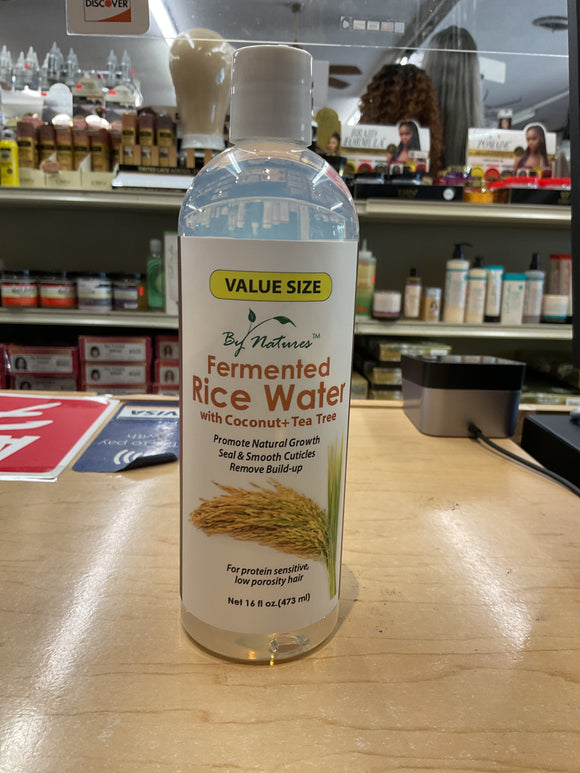 DISCOVER
VALUE SIZE
By Natures™
Fermented
Rice Water
with Coconut+ Tea Tree
Promote Natural Growth
Seal & Smooth Cuticles
Remove Build-up
For protein sensitive,
low porosity hair
Net 16 fl oz.(473 ml)
VISA